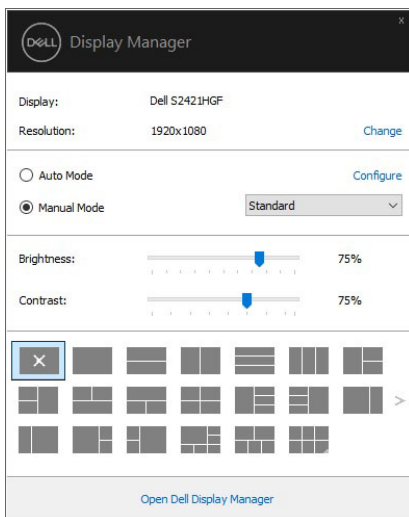 x
DELL Display Manager
Display: Dell S2421HGF
Resolution: 1920x1080 Change
Auto Mode Configure
Manual Mode Standard
Brightness: 75%
Contrast: 75%
Open Dell Display Manager